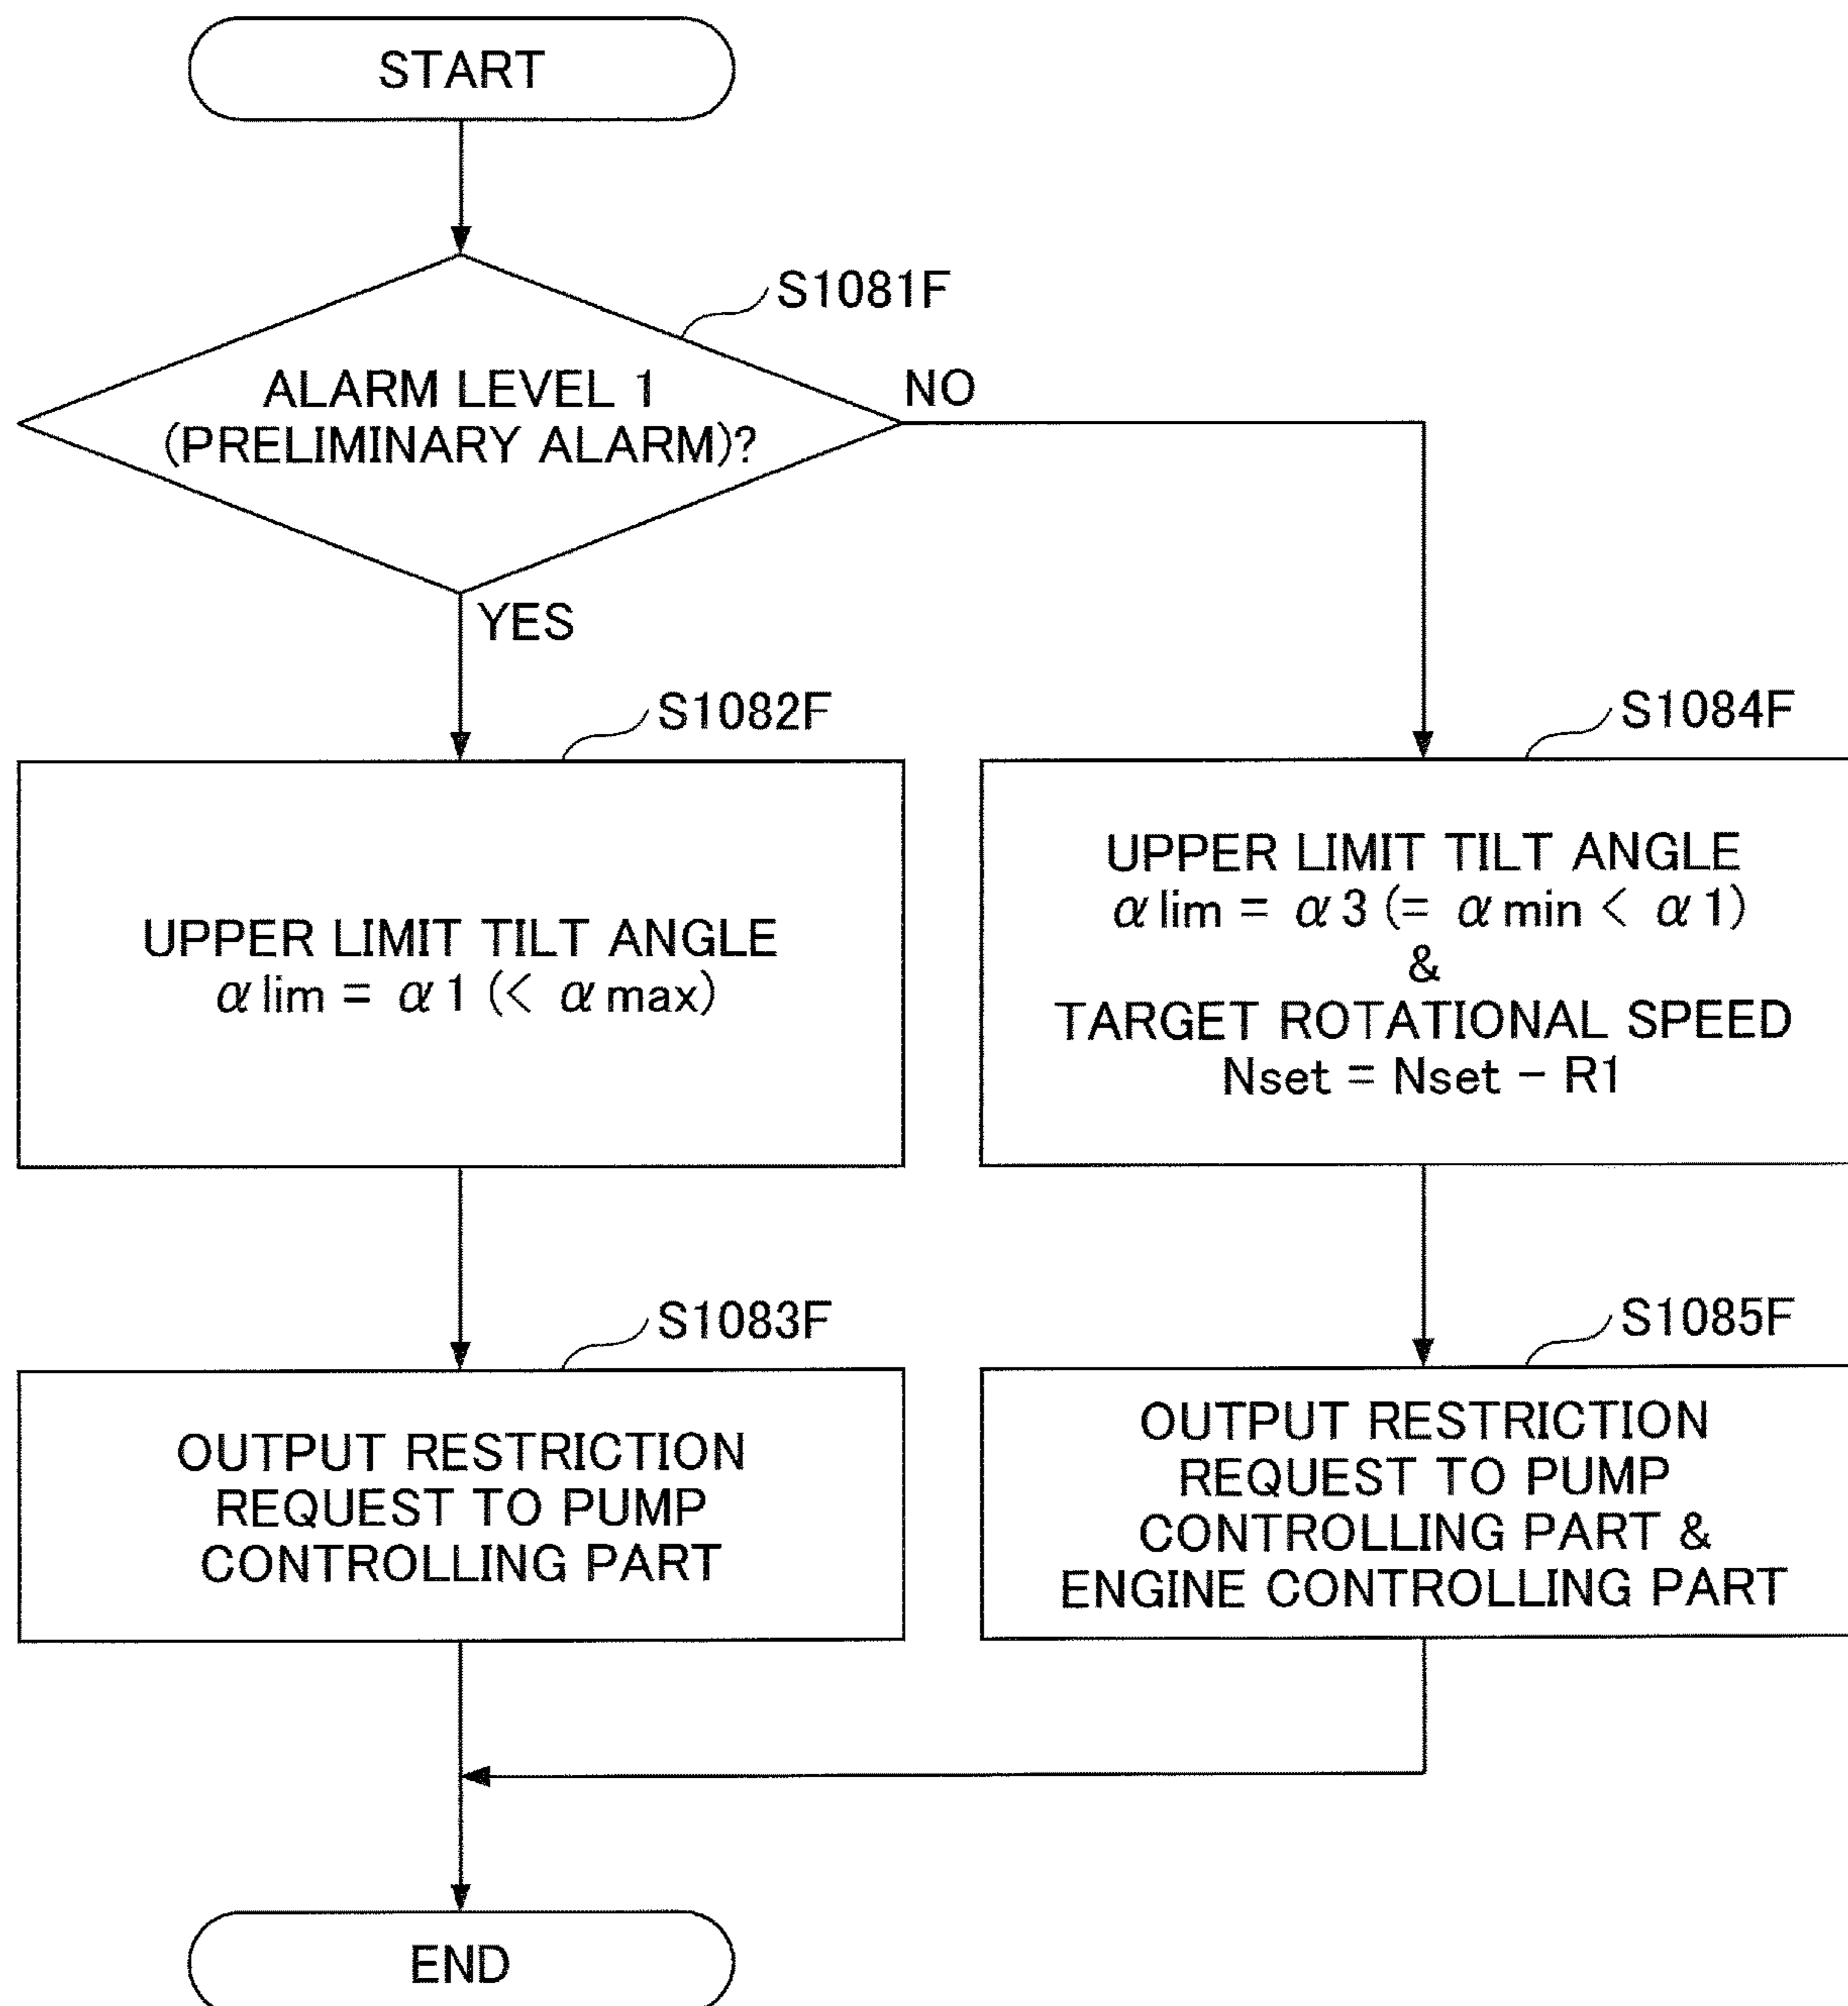 START
S1081F
ALARM LEVEL 1
(PRELIMINARY ALARM)?
NO
YES
S1082F
UPPER LIMIT TILT ANGLE
α lim = α 1 (< α max)
S1084F
UPPER LIMIT TILT ANGLE
α lim = α 3 (= α min < α 1)
&
TARGET ROTATIONAL SPEED
Nset = Nset − R1
S1083F
OUTPUT RESTRICTION
REQUEST TO PUMP
CONTROLLING PART
S1085F
OUTPUT RESTRICTION
REQUEST TO PUMP
CONTROLLING PART &
ENGINE CONTROLLING PART
END